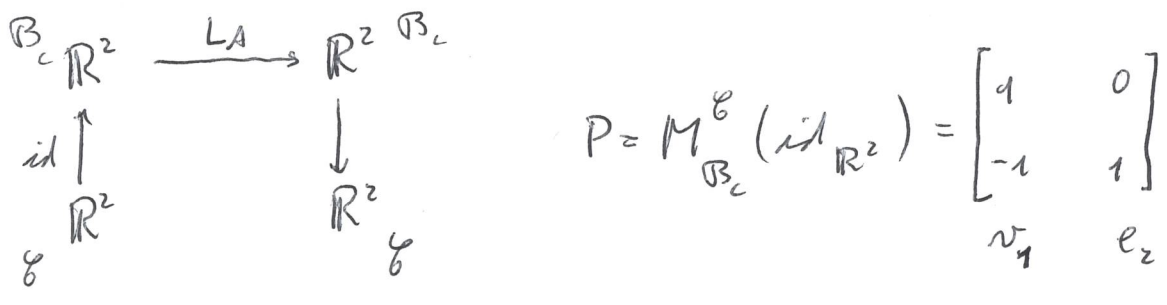 𝓑_c ℝ² —L_A→ ℝ² 𝓑_c
id ↑ ↓
𝒞 ℝ² ℝ² 𝒞
P = M^𝒞_{𝓑_c} (id_{ℝ²}) = [ 1 0
-1 1 ]
v₁ e₂